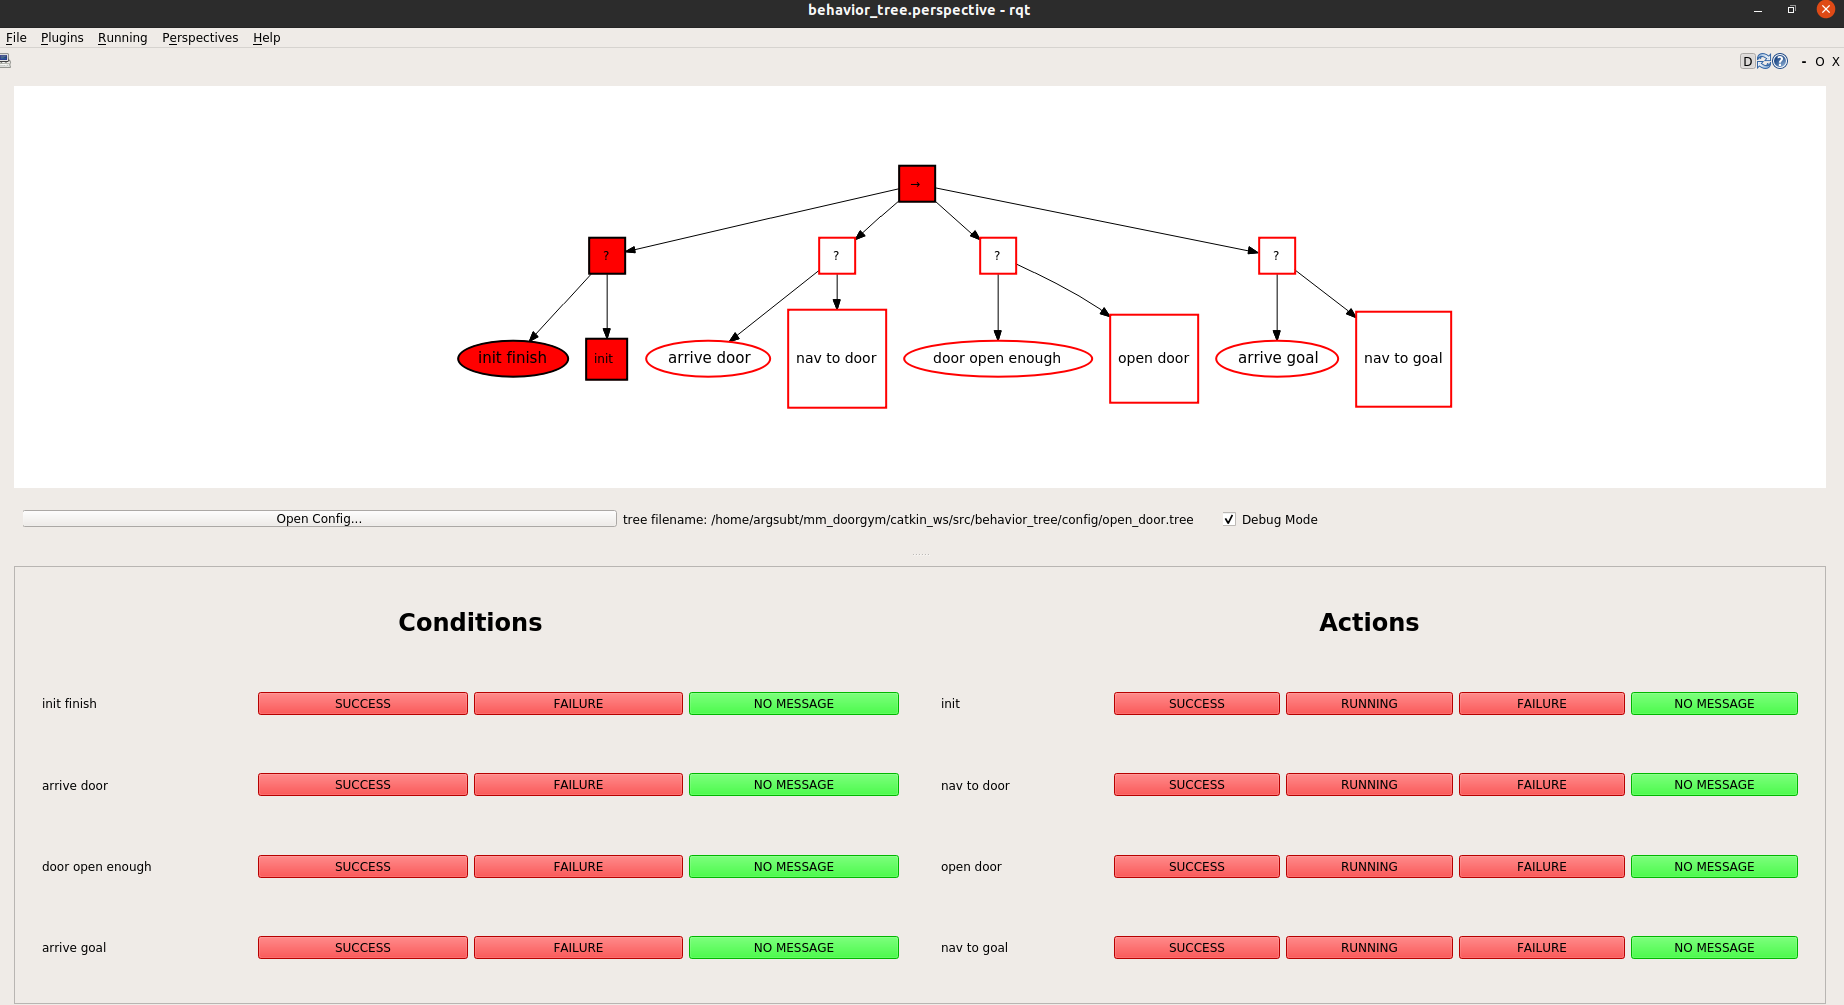 behavior_tree.perspective - rqt
File Plugins Running Perspectives Help
D ? - O X
→
? ? ? ?
init finish init arrive door nav to door door open enough open door arrive goal nav to goal
Open Config... tree filename: /home/argsubt/mm_doorgym/catkin_ws/src/behavior_tree/config/open_door.tree Debug Mode
Conditions Actions
init finish SUCCESS FAILURE NO MESSAGE init SUCCESS RUNNING FAILURE NO MESSAGE
arrive door SUCCESS FAILURE NO MESSAGE nav to door SUCCESS RUNNING FAILURE NO MESSAGE
door open enough SUCCESS FAILURE NO MESSAGE open door SUCCESS RUNNING FAILURE NO MESSAGE
arrive goal SUCCESS FAILURE NO MESSAGE nav to goal SUCCESS RUNNING FAILURE NO MESSAGE